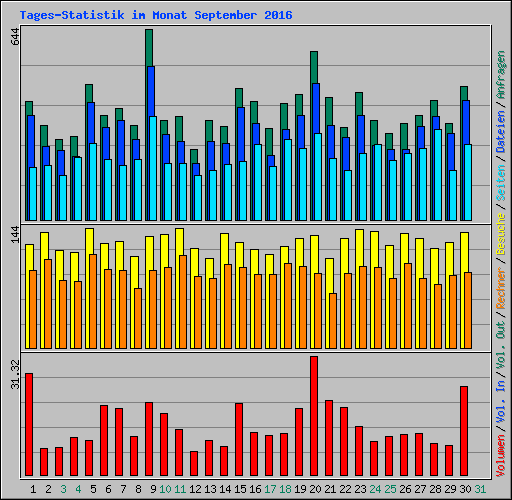 Tages-Statistik im Monat September 2016
644
144
31.32
Seiten/Dateien/Anfragen
Volumen/Vol. In/Vol. Out/Rechner/Besuche/
1 2 3 4 5 6 7 8 9 10 11 12 13 14 15 16 17 18 19 20 21 22 23 24 25 26 27 28 29 30 31